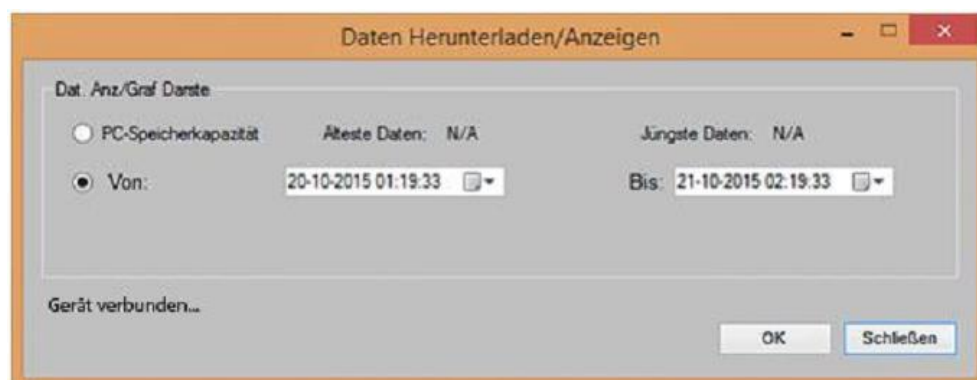 Daten Herunterladen/Anzeigen
Dat. Anz/Graf Darste
PC-Speicherkapazität Älteste Daten: N/A Jüngste Daten: N/A
Von: 20-10-2015 01:19:33 Bis: 21-10-2015 02:19:33
Gerät verbunden...
OK Schließen